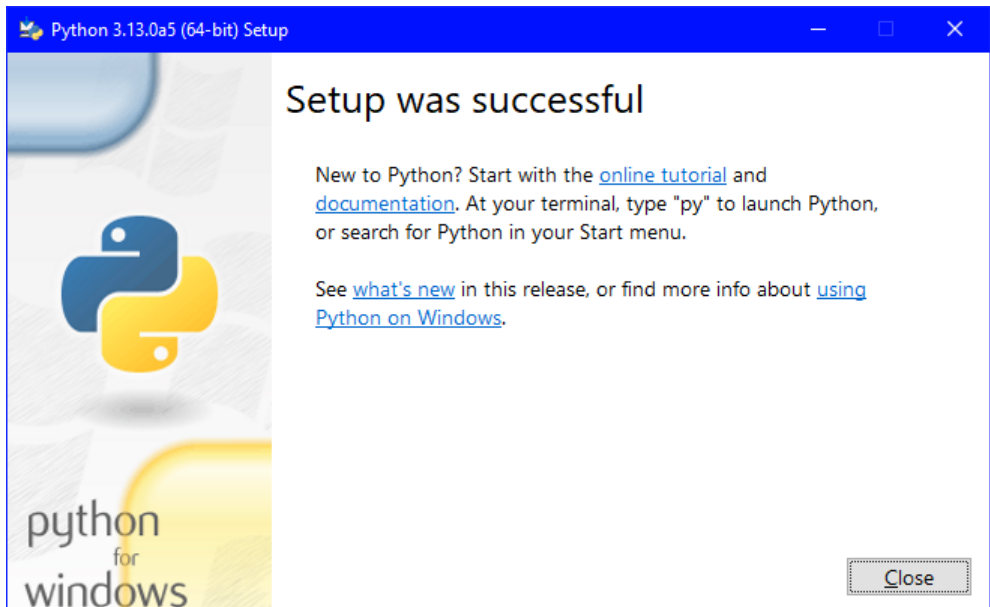 Python 3.13.0a5 (64-bit) Setup
Setup was successful
New to Python? Start with the online tutorial and
documentation. At your terminal, type "py" to launch Python,
or search for Python in your Start menu.
See what's new in this release, or find more info about using
Python on Windows.
python
for
windows
Close